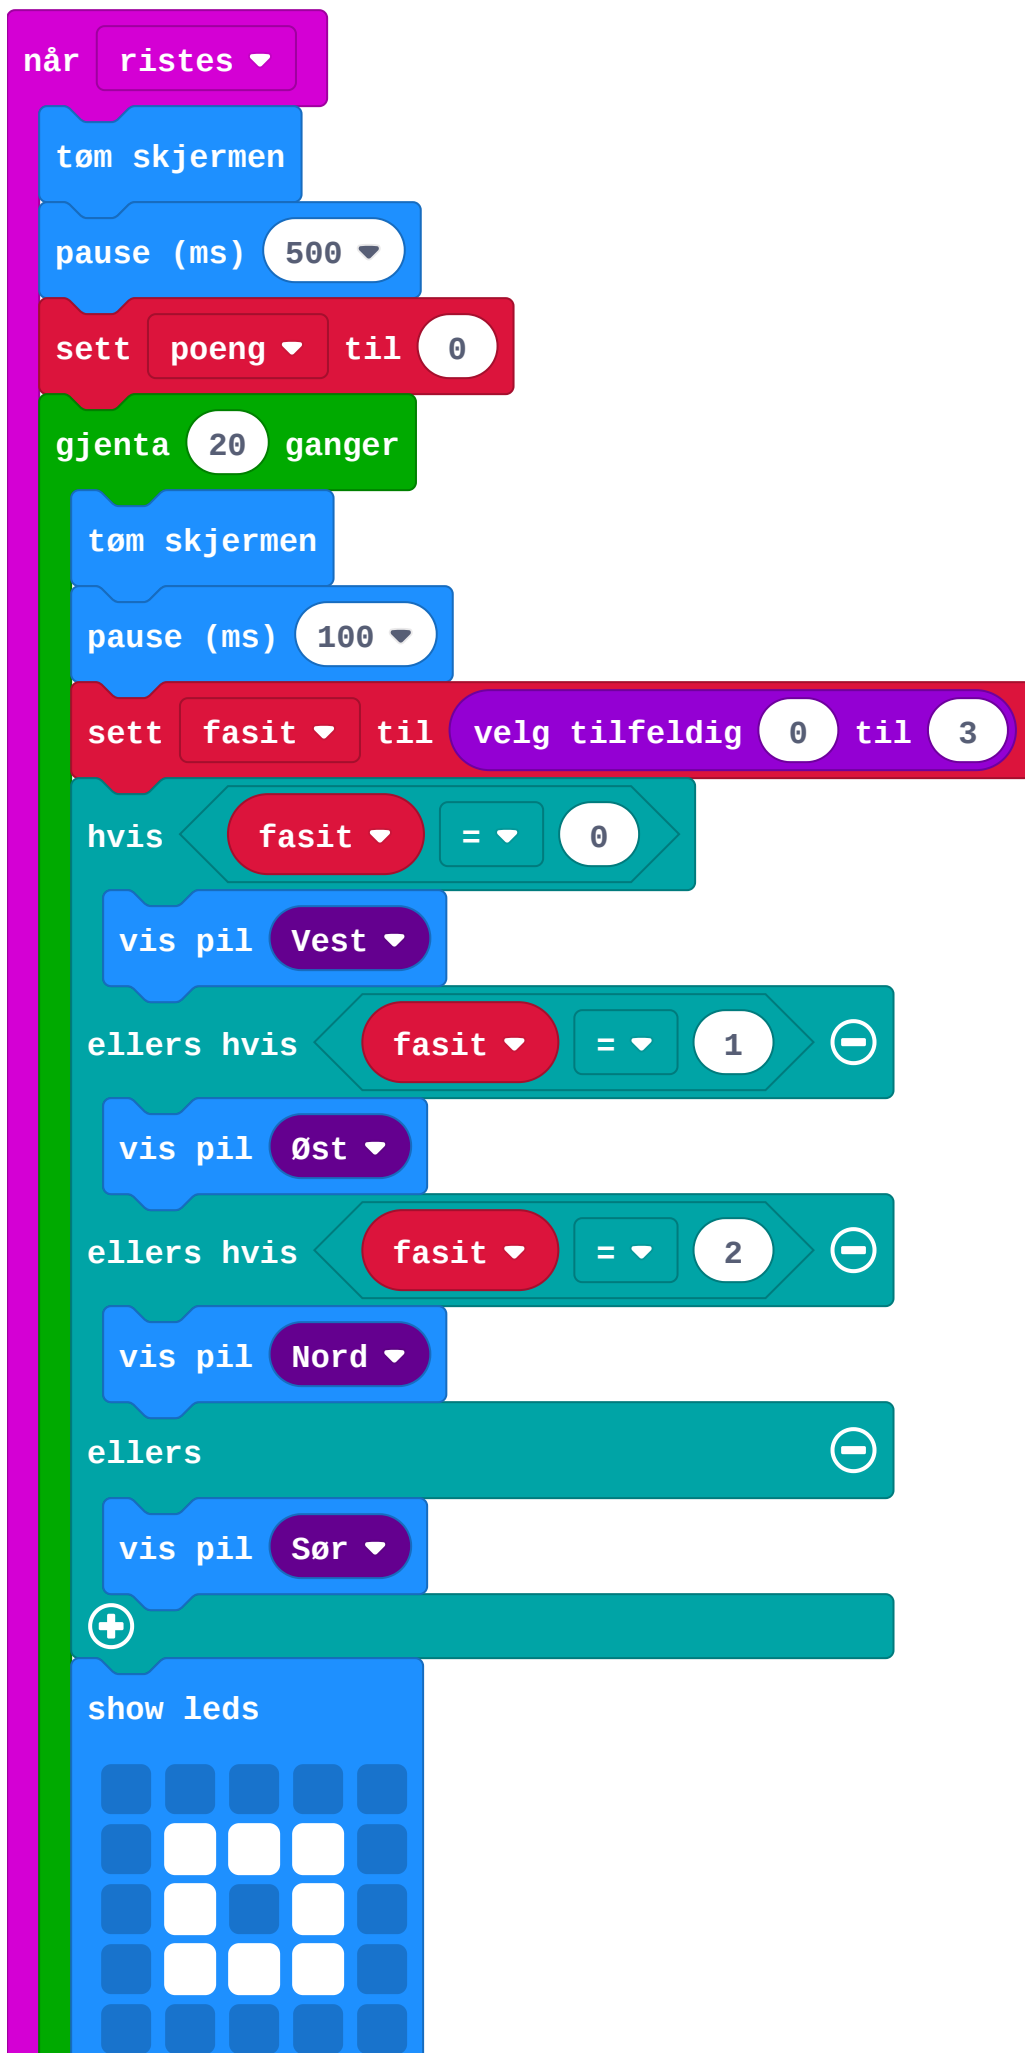 når ristes
tøm skjermen
pause (ms) 500
sett poeng til 0
gjenta 20 ganger
tøm skjermen
pause (ms) 100
sett fasit til velg tilfeldig 0 til 3
hvis fasit = 0
vis pil Vest
ellers hvis fasit = 1
vis pil Øst
ellers hvis fasit = 2
vis pil Nord
ellers
vis pil Sør
show leds